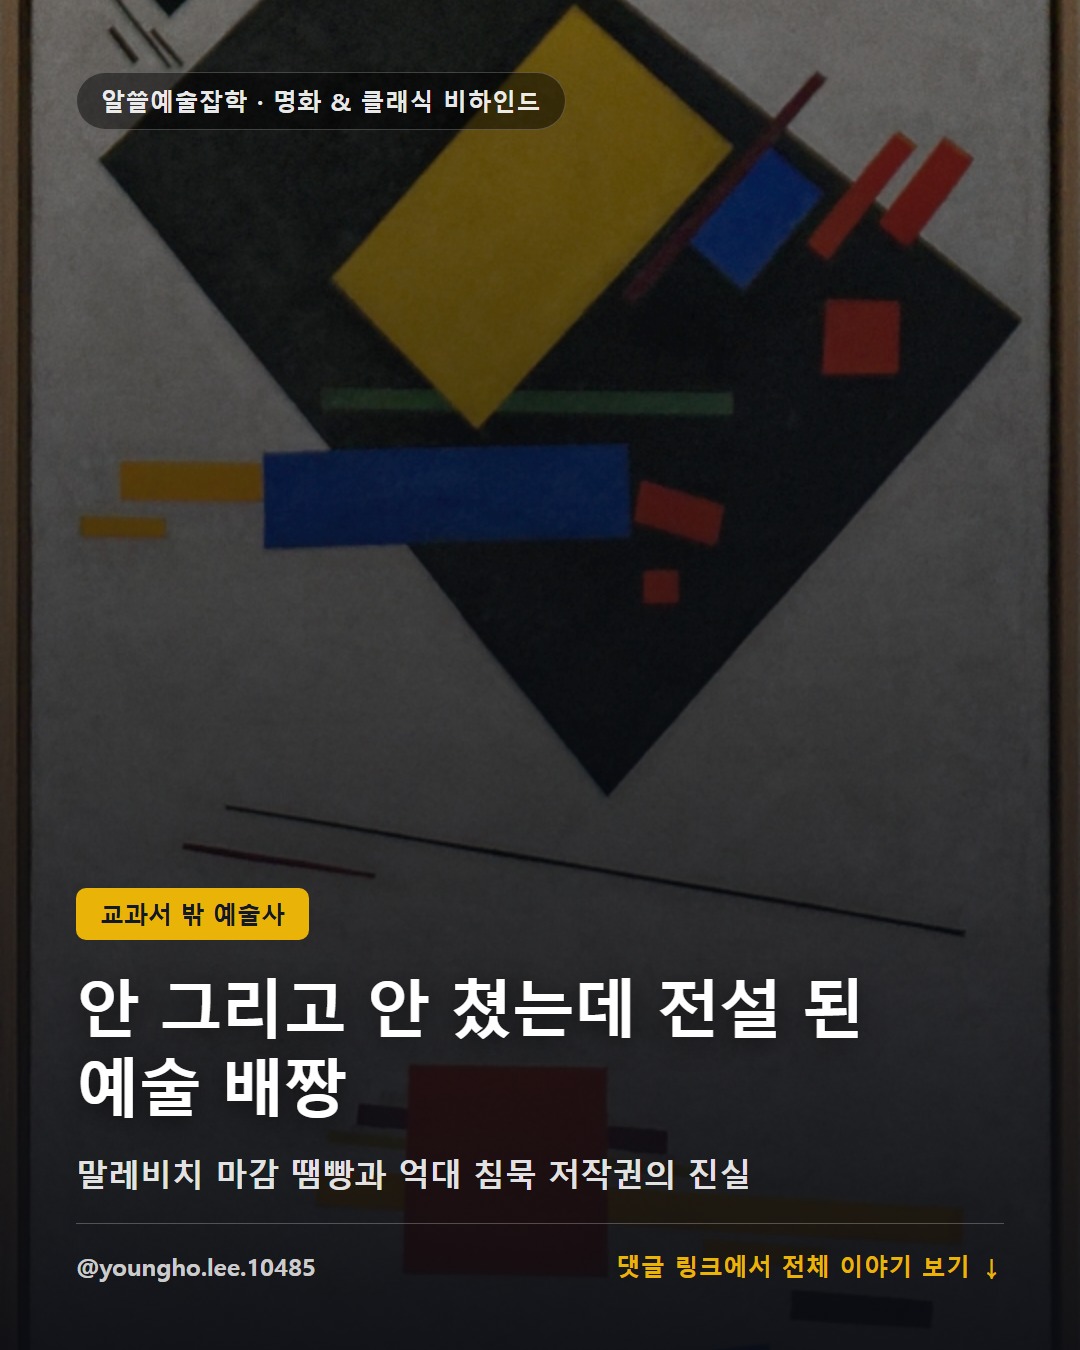 알쓸예술잡학 · 명화 & 클래식 비하인드
교과서 밖 예술사
안 그리고 안 쳤는데 전설 된
예술 배짱
말레비치 마감 땜빵과 억대 침묵 저작권의 진실
@youngho.lee.10485
댓글 링크에서 전체 이야기 보기 ↓